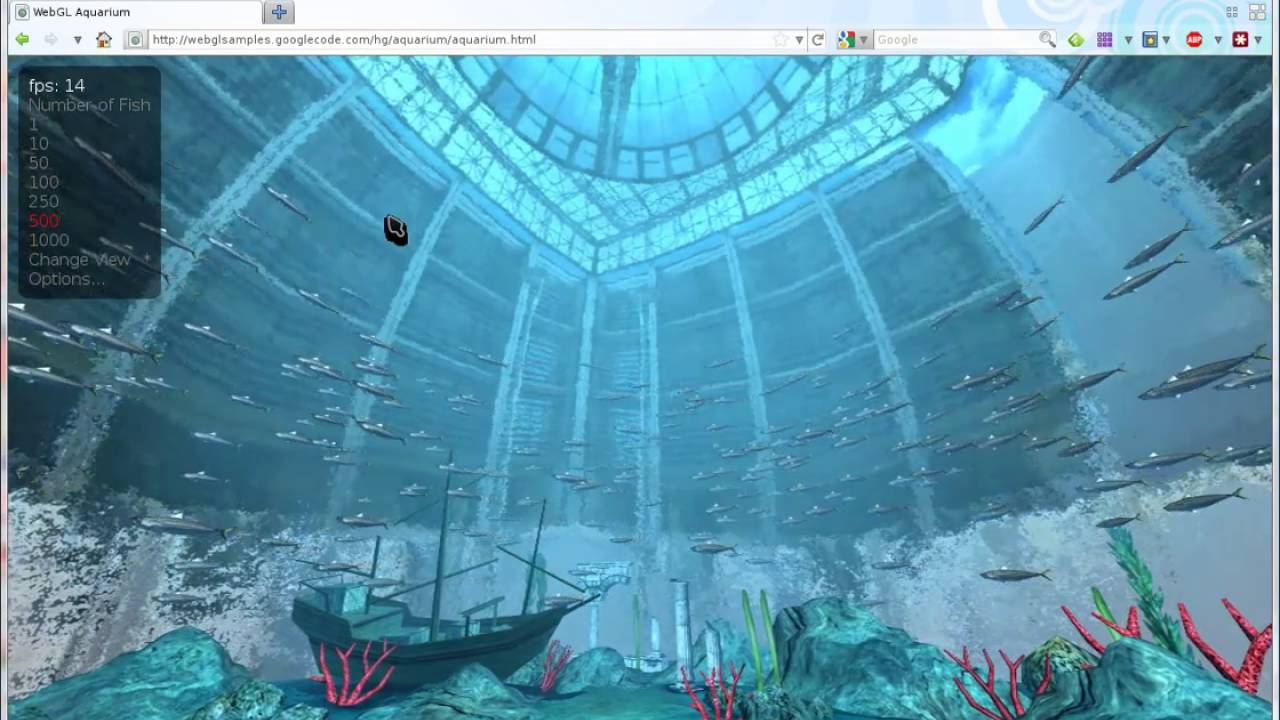 WebGL Aquarium
http://webglsamples.googlecode.com/hg/aquarium/aquarium.html
Google
ABP
fps: 14
Number of Fish
1
10
50
100
250
500
1000
Change View
Options...